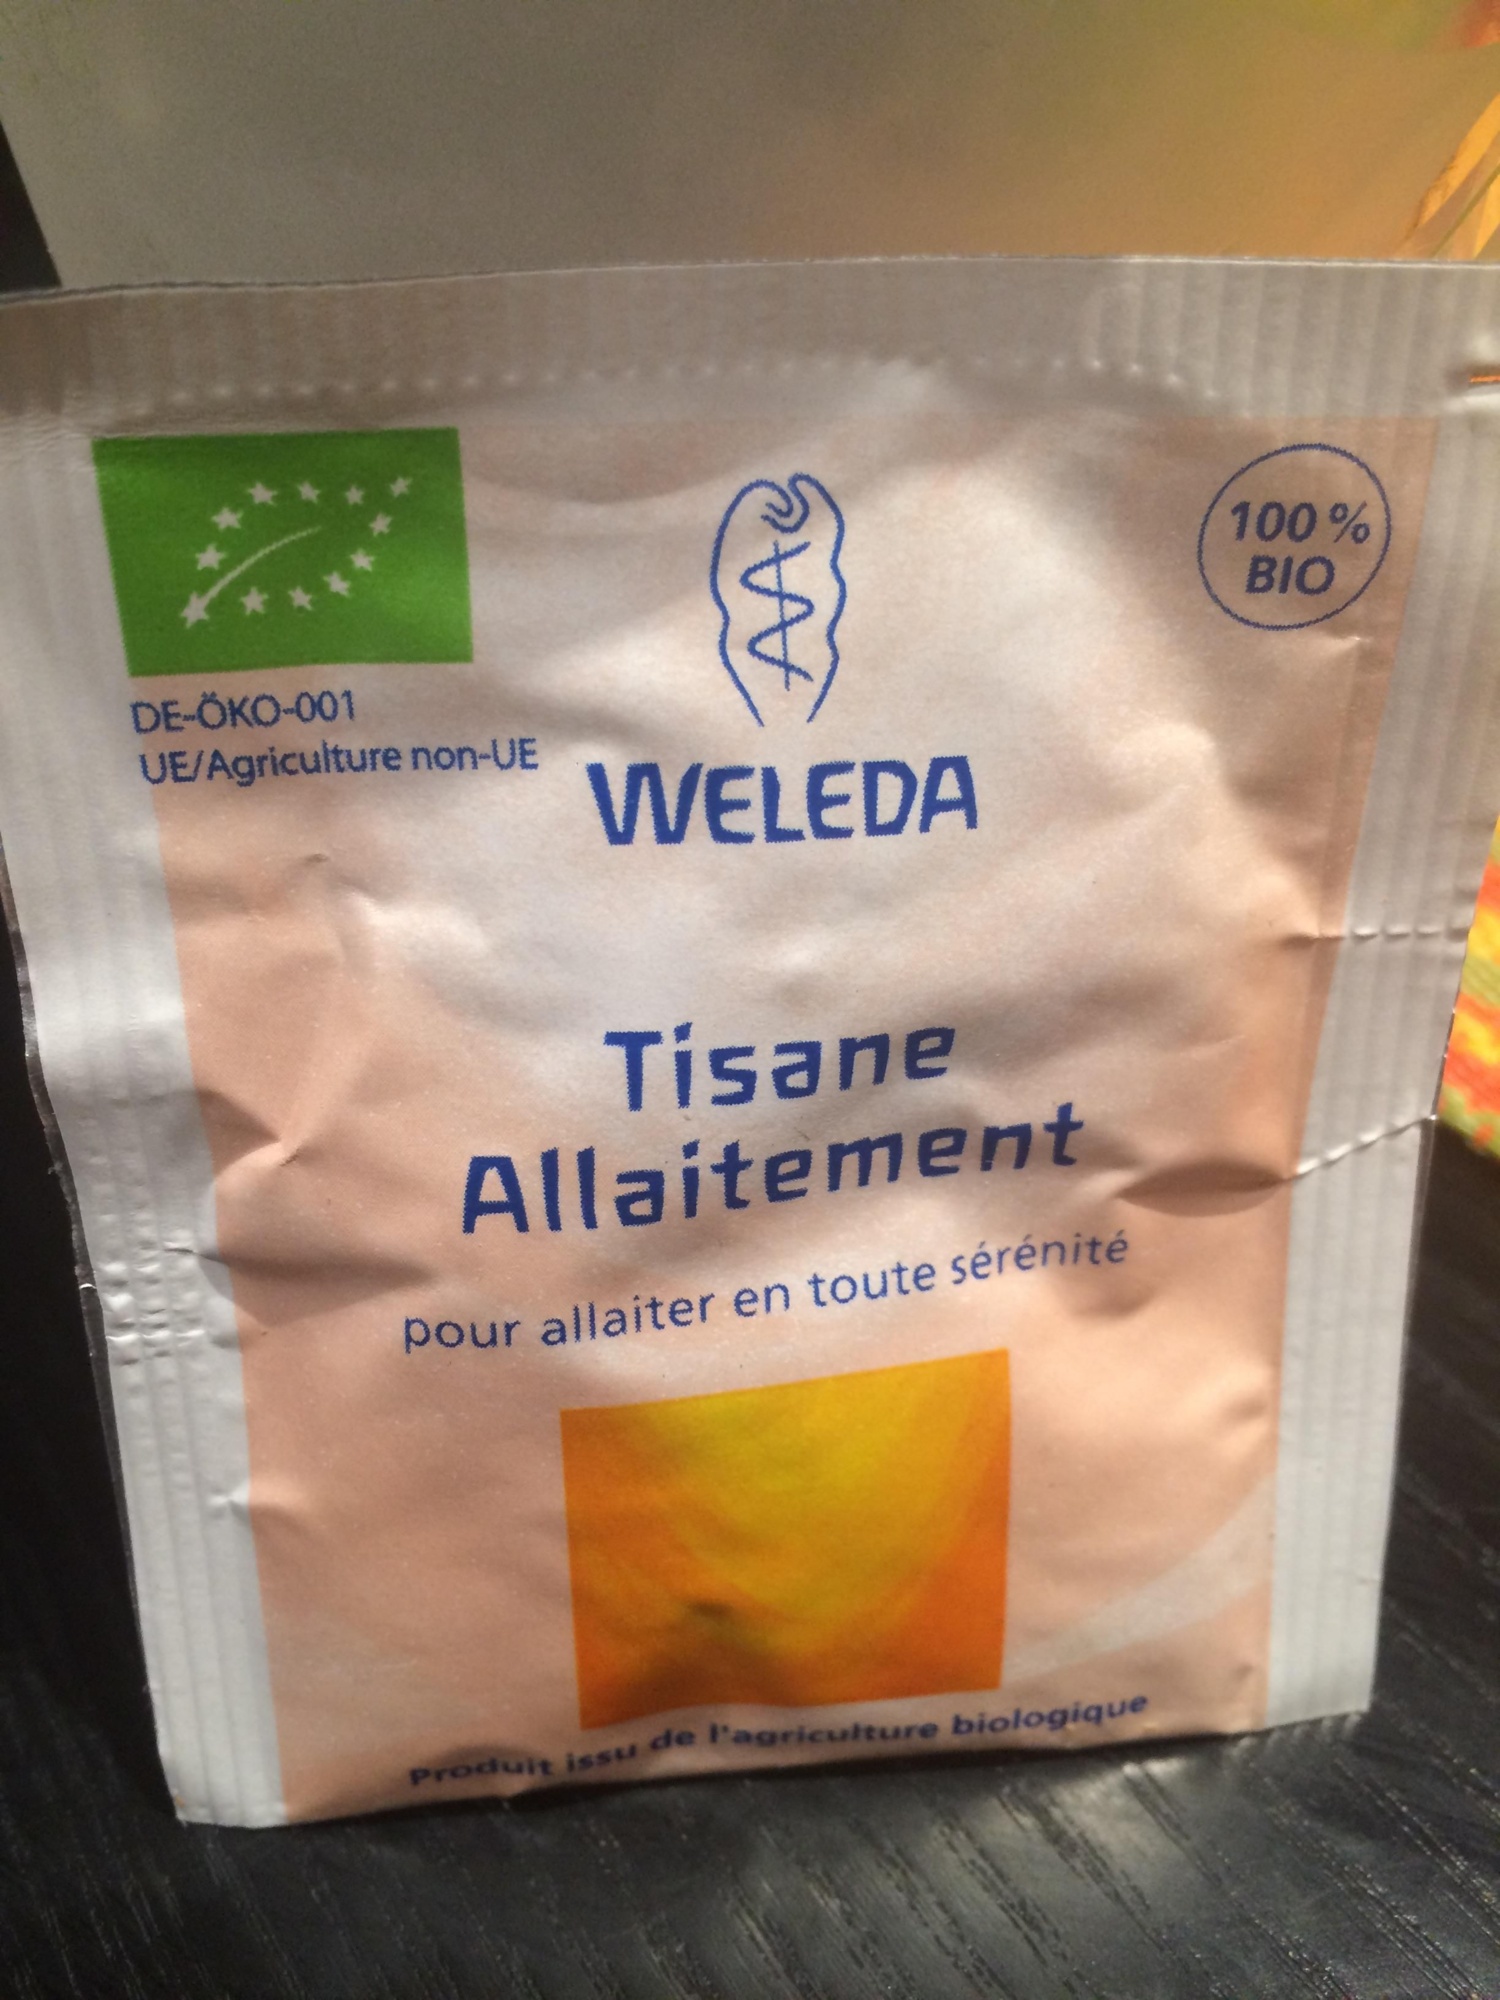 100 %
BIO
DE-ÖKO-001
UE/Agriculture non-UE
WELEDA
Tisane
Allaitement
pour allaiter en toute sérénité
Produit issu de l'agriculture biologique